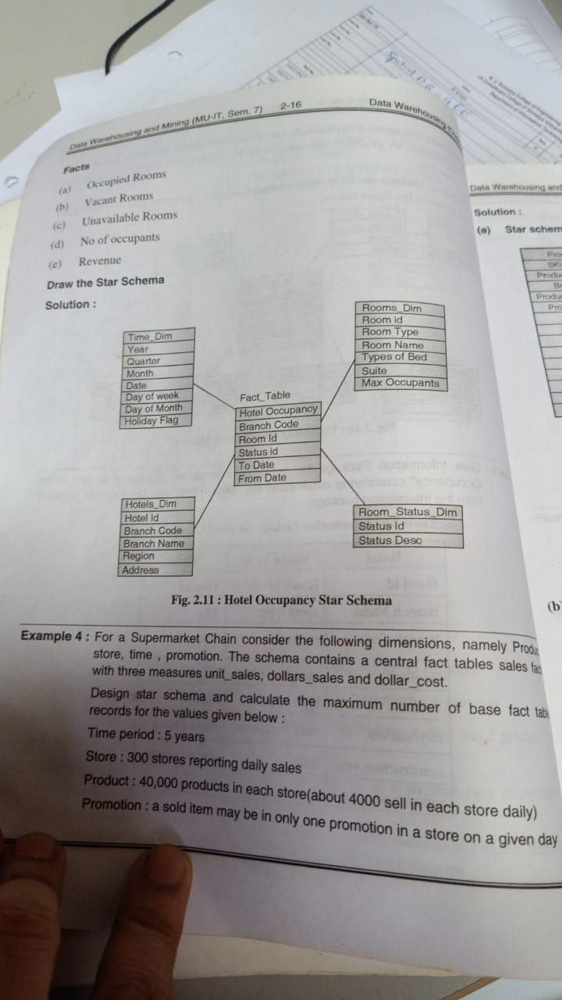 Data Warehousing and Mining (MU-IT, Sem. 7) 2-16 Data Warehousing
Facts
(a) Occupied Rooms
(b) Vacant Rooms
(c) Unavailable Rooms
(d) No of occupants
(e) Revenue
Draw the Star Schema
Solution :
Time_Dim
Year
Quarter
Month
Date
Day of week
Day of Month
Holiday Flag
Rooms_Dim
Room id
Room Type
Room Name
Types of Bed
Suite
Max Occupants
Fact_Table
Hotel Occupancy
Branch Code
Room Id
Status id
To Date
From Date
Hotels_Dim
Hotel Id
Branch Code
Branch Name
Region
Address
Room_Status_Dim
Status Id
Status Desc
Fig. 2.11 : Hotel Occupancy Star Schema
Example 4 : For a Supermarket Chain consider the following dimensions, namely
store, time , promotion. The schema contains a central fact tables sales
with three measures unit_sales, dollars_sales and dollar_cost.
Design star schema and calculate the maximum number of base fact
records for the values given below :
Time period : 5 years
Store : 300 stores reporting daily sales
Product : 40,000 products in each store(about 4000 sell in each store daily)
Promotion : a sold item may be in only one promotion in a store on a given day
Data Warehousing and
Solution :
(a) Star
(b)